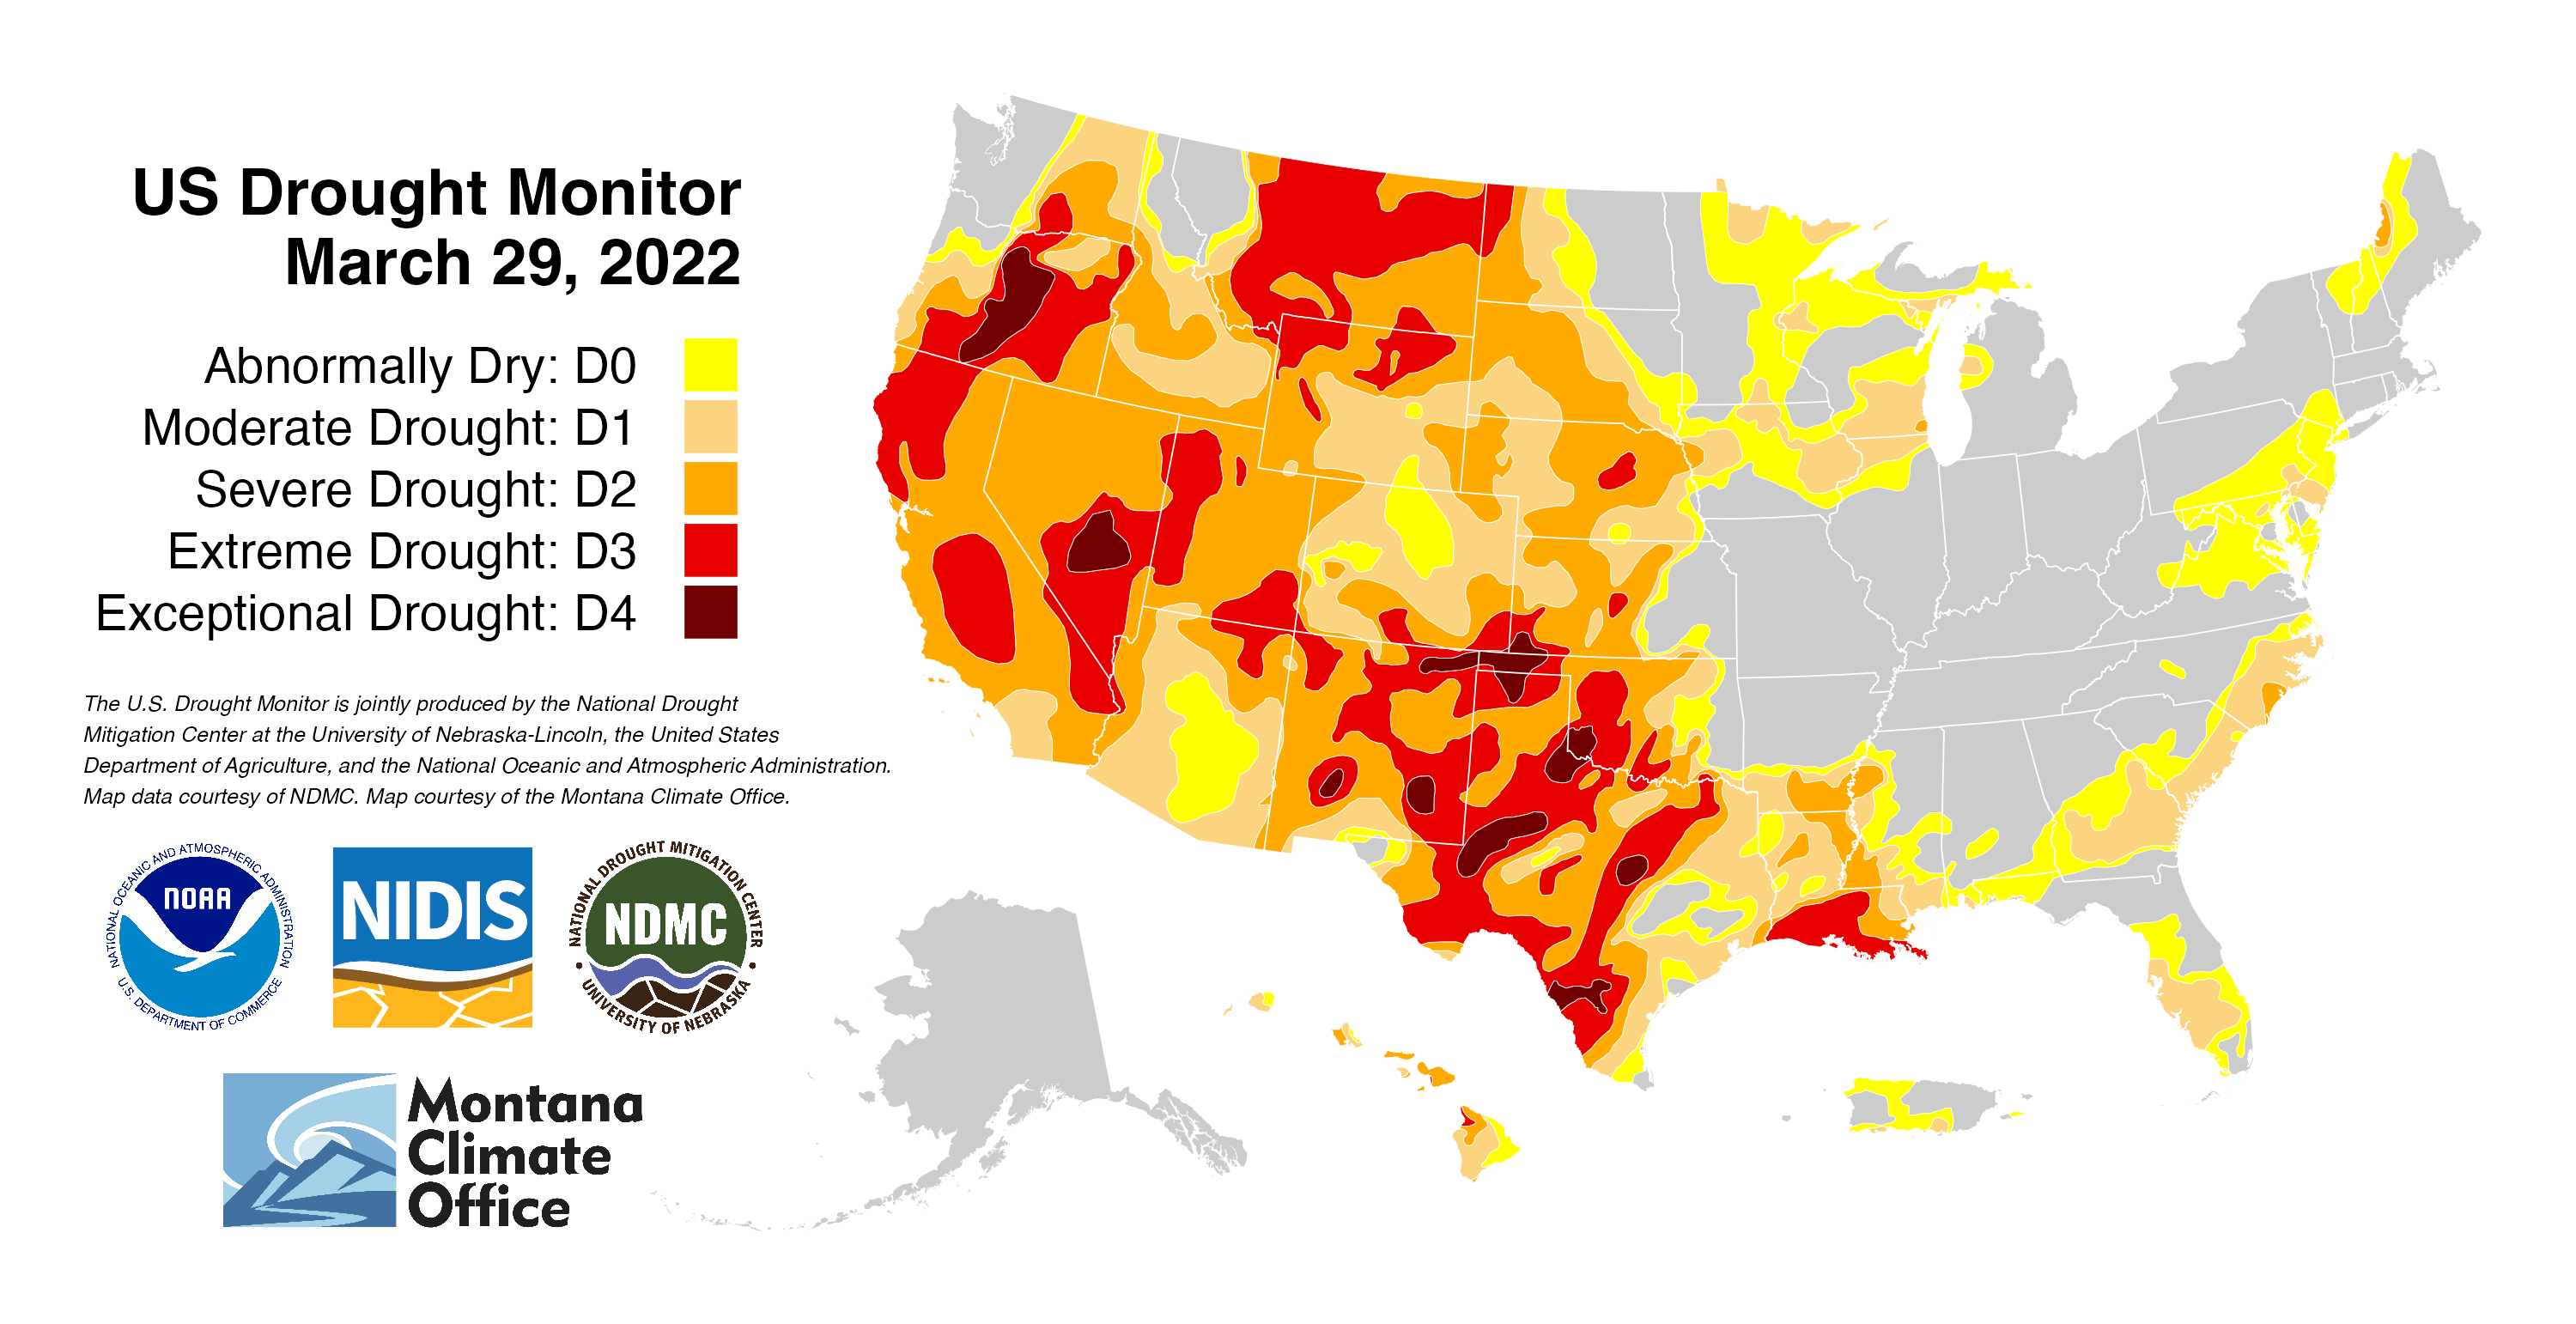 US Drought Monitor
March 29, 2022
Abnormally Dry: D0
Moderate Drought: D1
Severe Drought: D2
Extreme Drought: D3
Exceptional Drought: D4
The U.S. Drought Monitor is jointly produced by the National Drought
Mitigation Center at the University of Nebraska-Lincoln, the United States
Department of Agriculture, and the National Oceanic and Atmospheric Administration.
Map data courtesy of NDMC. Map courtesy of the Montana Climate Office.
NATIONAL OCEANIC AND ATMOSPHERIC ADMINISTRATION
NOAA
U.S. DEPARTMENT OF COMMERCE
NIDIS
NATIONAL DROUGHT MITIGATION CENTER
NDMC
UNIVERSITY OF NEBRASKA
Montana
Climate
Office